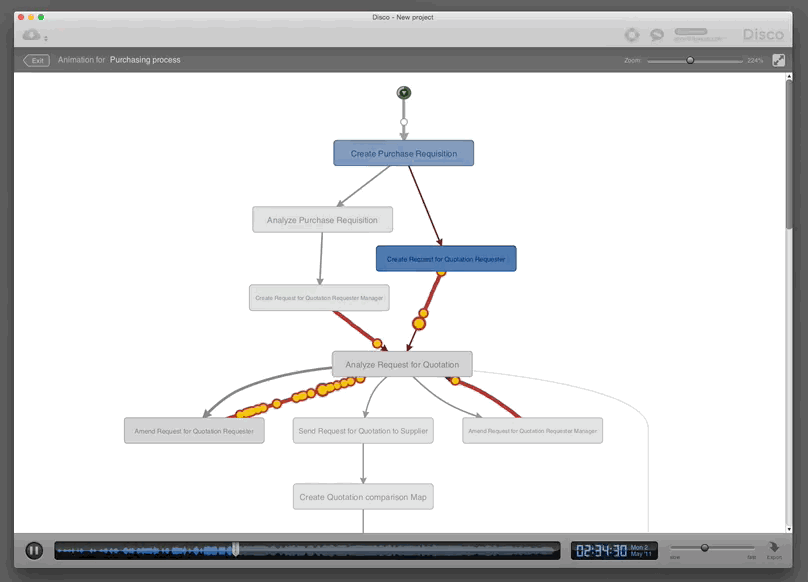 Disco - New project
Disco
Exit
Animation for Purchasing process
Zoom:
224%
Create Purchase Requisition
Analyze Purchase Requisition
Create Request for Quotation Requester
Create Request for Quotation Requester Manager
Analyze Request for Quotation
Amend Request for Quotation Requester
Send Request for Quotation to Supplier
Amend Request for Quotation Requester Manager
Create Quotation comparison Map
02:34:30
Mon 2
May '11
slow
fast
Export